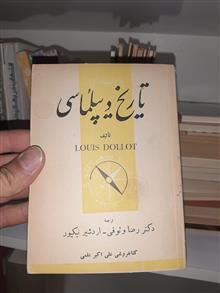 تاریخ دیپلماسی
تألیف
LOUIS DOLLOT
ترجمهٔ
دکتر رضا وثوقی - اردشیر نیکپور
کتابفروشی علی اکبر علمی